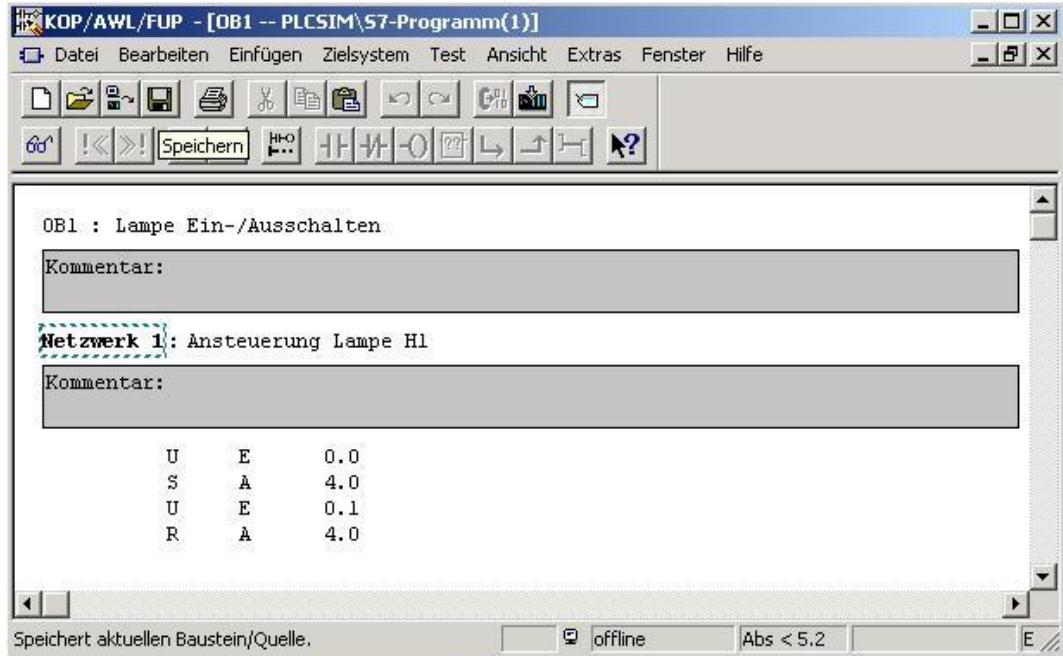 KOP/AWL/FUP - [OB1 -- PLCSIM\S7-Programm(1)]
Datei Bearbeiten Einfügen Zielsystem Test Ansicht Extras Fenster Hilfe
Speichern
OB1 : Lampe Ein-/Ausschalten
Kommentar:
Netzwerk 1: Ansteuerung Lampe H1
Kommentar:
U E 0.0
S A 4.0
U E 0.1
R A 4.0
Speichert aktuellen Baustein/Quelle. offline Abs < 5.2 E